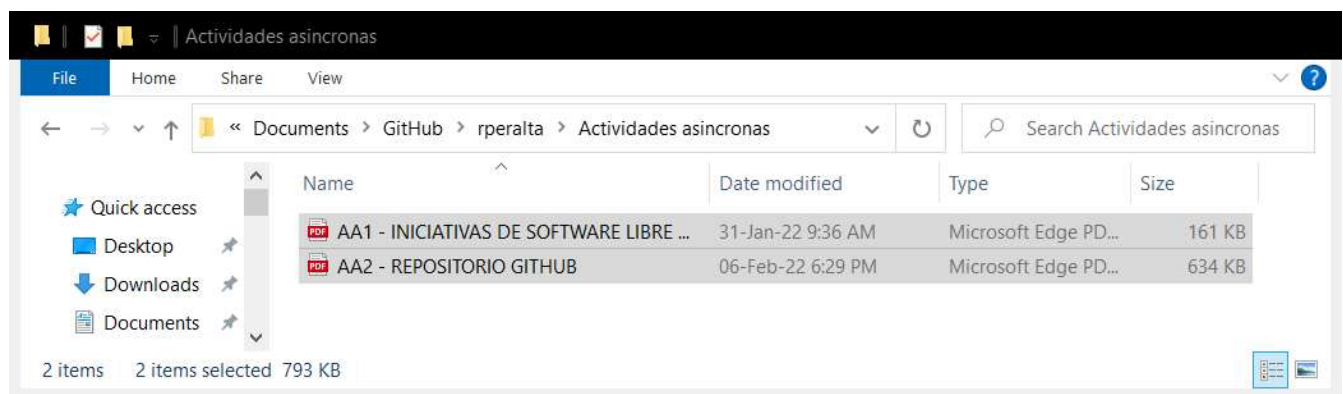 Actividades asincronas
File Home Share View ?
« Documents > GitHub > rperalta > Actividades asincronas Search Actividades asincronas
Name Date modified Type Size
Quick access
PDF AA1 - INICIATIVAS DE SOFTWARE LIBRE ... 31-Jan-22 9:36 AM Microsoft Edge PD... 161 KB
Desktop
PDF AA2 - REPOSITORIO GITHUB 06-Feb-22 6:29 PM Microsoft Edge PD... 634 KB
Downloads
Documents
2 items 2 items selected 793 KB